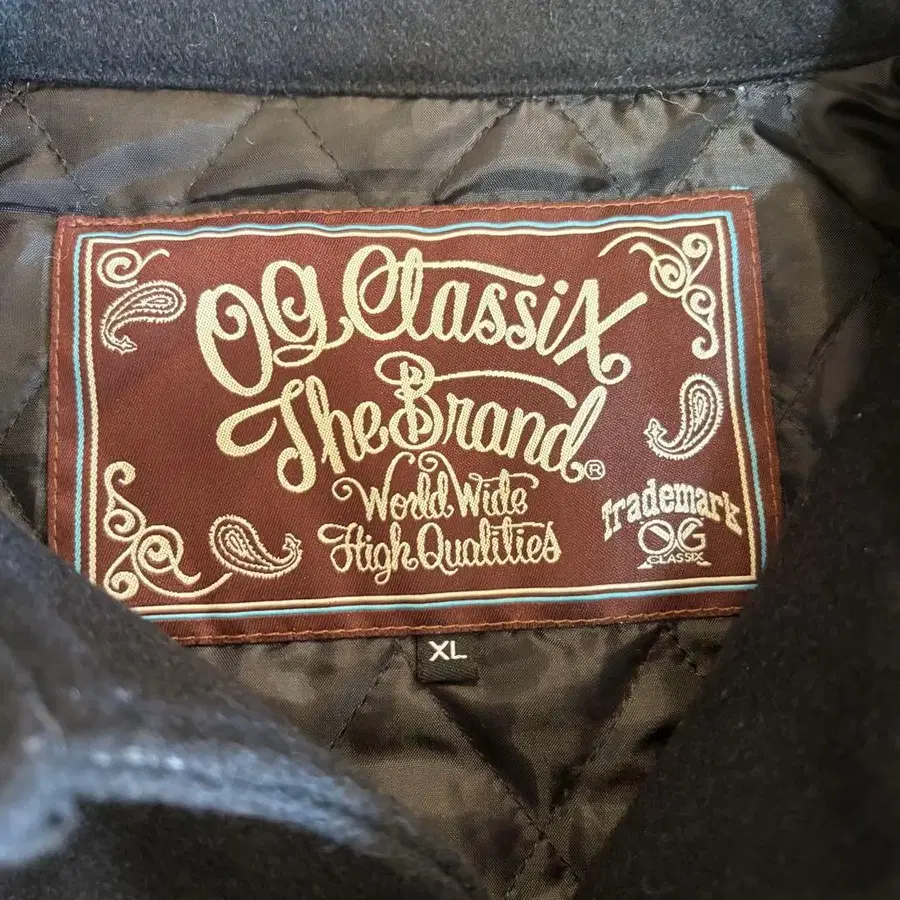 OG Classix
The Brand®
World Wide
High Qualities
Trademark
OG
CLASSIX
XL